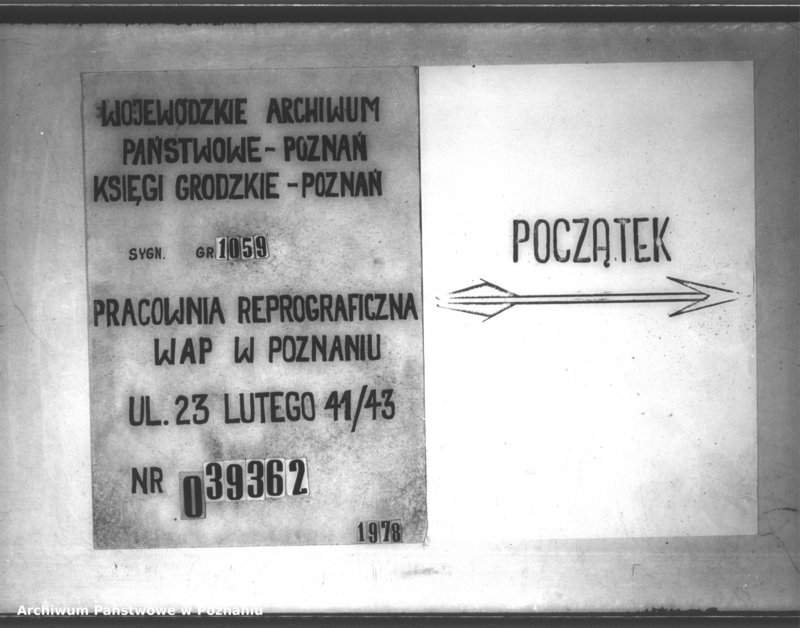 WOJEWÓDZKIE ARCHIWUM
PAŃSTWOWE - POZNAŃ
KSIĘGI GRODZKIE - POZNAŃ
SYGN. GR 1059
PRACOWNIA REPROGRAFICZNA
WAP W POZNANIU
UL. 23 LUTEGO 41/43
NR 039362
1978
POCZĄTEK
Archiwum Państwowe w Poznaniu